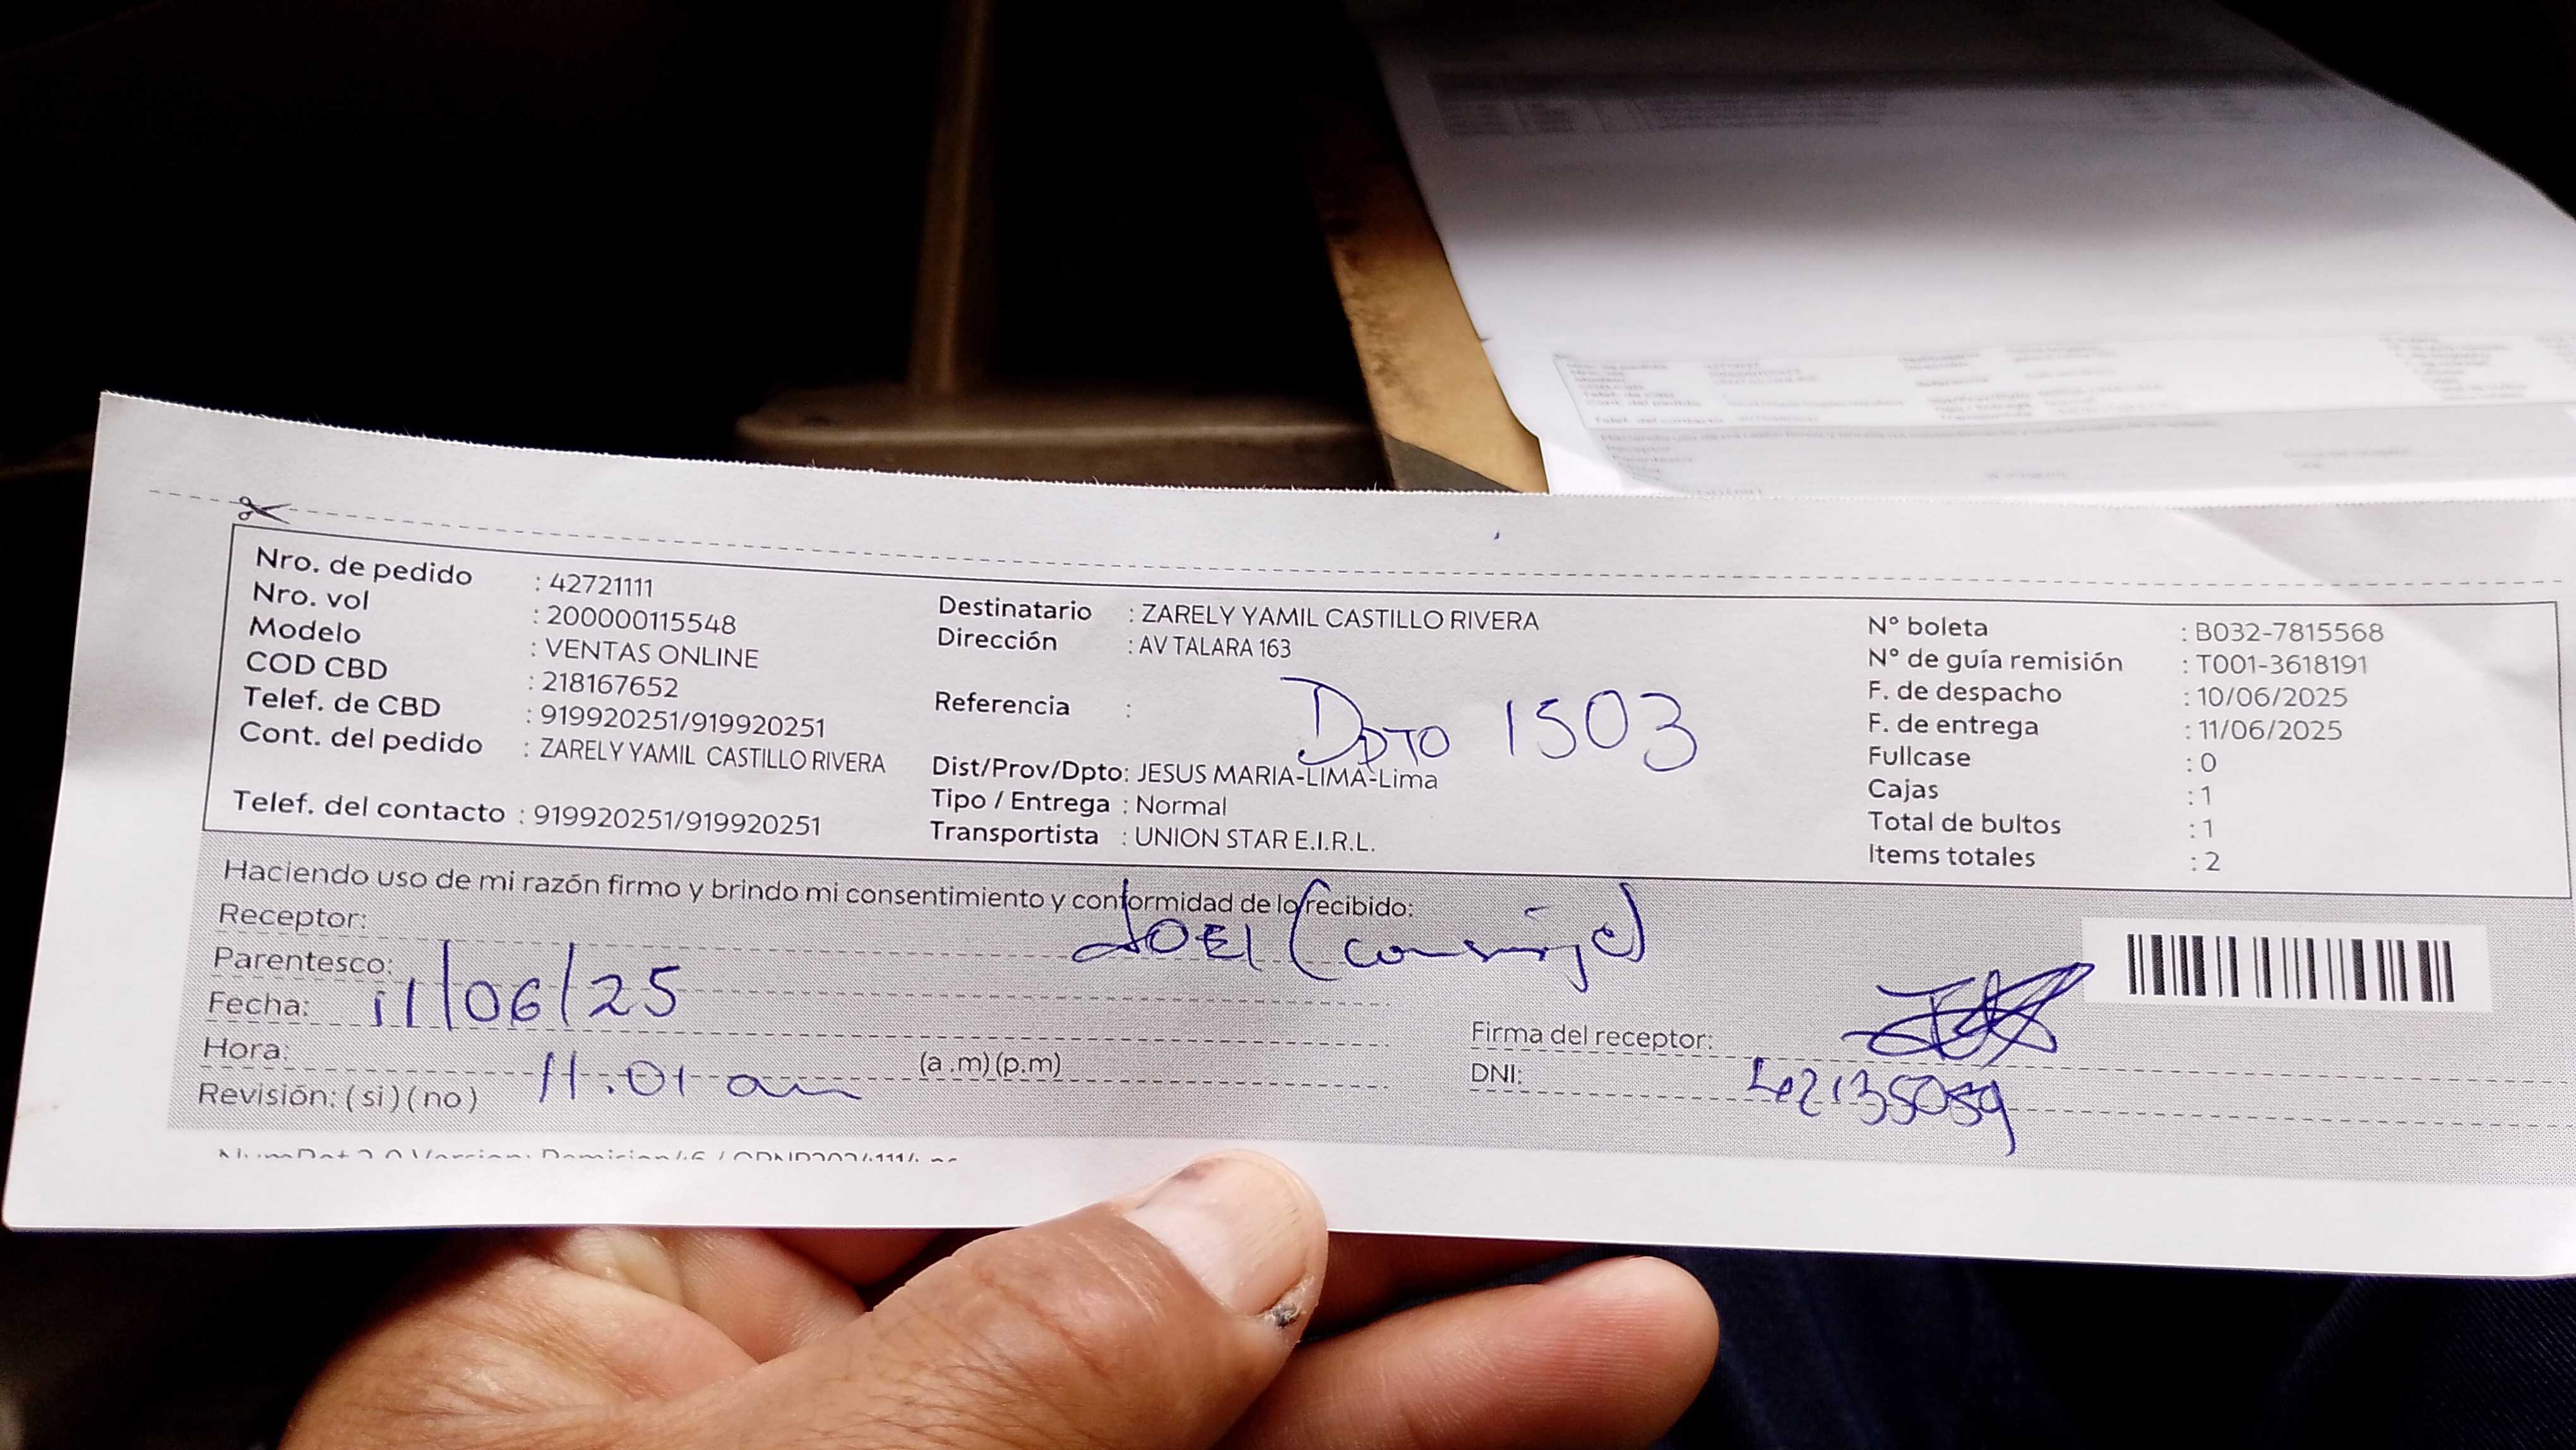 Nro. de pedido : 42721111
Nro. vol : 200000115548
Modelo : VENTAS ONLINE
COD CBD : 218167652
Telef. de CBD : 919920251/919920251
Cont. del pedido : ZARELY YAMIL CASTILLO RIVERA
Telef. del contacto : 919920251/919920251
Destinatario : ZARELY YAMIL CASTILLO RIVERA
Dirección : AV TALARA 163
Referencia : DPTO 1503
Dist/Prov/Dpto: JESUS MARIA-LIMA-Lima
Tipo / Entrega : Normal
Transportista : UNION STAR E.I.R.L.
N° boleta : B032-7815568
N° de guía remisión : T001-3618191
F. de despacho : 10/06/2025
F. de entrega : 11/06/2025
Fullcase : 0
Cajas : 1
Total de bultos : 1
Items totales : 2
Haciendo uso de mi razón firmo y brindo mi consentimiento y conformidad de lo recibido:
Receptor: JOEL (conserje)
Parentesco:
Fecha: 11/06/25
Hora: 11:01 am (a .m) (p.m)
Revisión: ( si ) ( no )
Firma del receptor:
DNI: